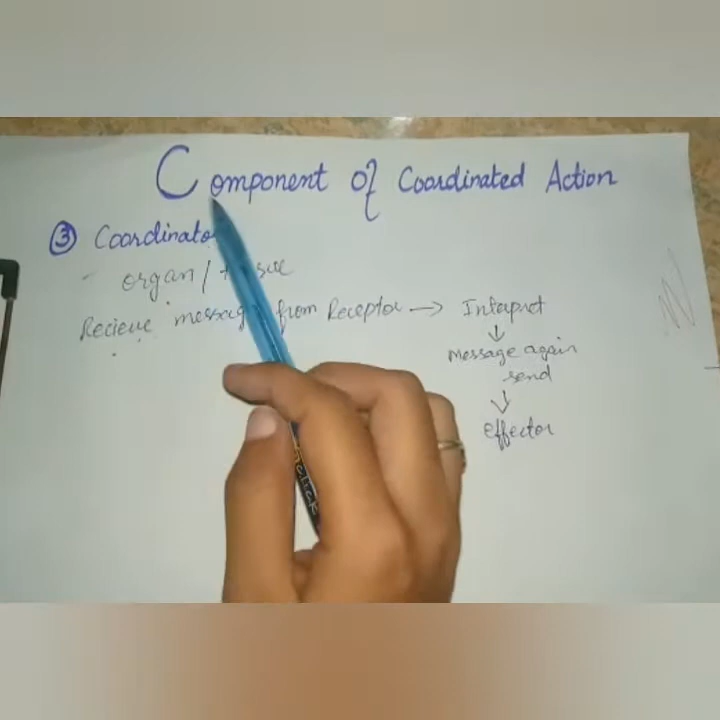 Component of Coordinated Action
③ Coordinato
organ/
Recieve message from Receptor → Interpret
↓
Message again
send
↓
effector